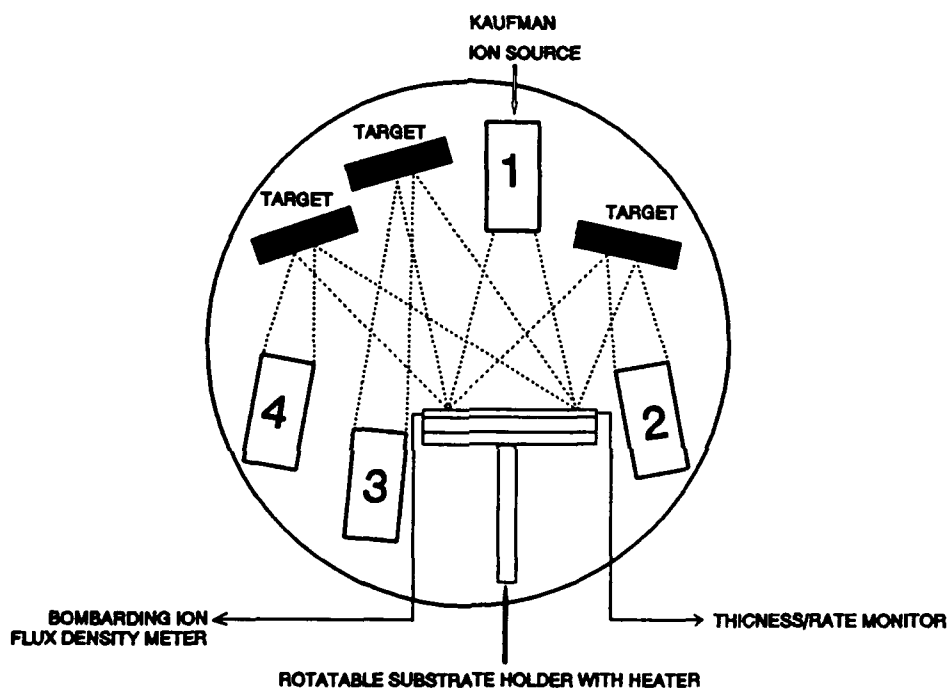 KAUFMAN
ION SOURCE
TARGET
1
TARGET
TARGET
4
3
2
BOMBARDING ION
FLUX DENSITY METER
THICNESS/RATE MONITOR
ROTATABLE SUBSTRATE HOLDER WITH HEATER